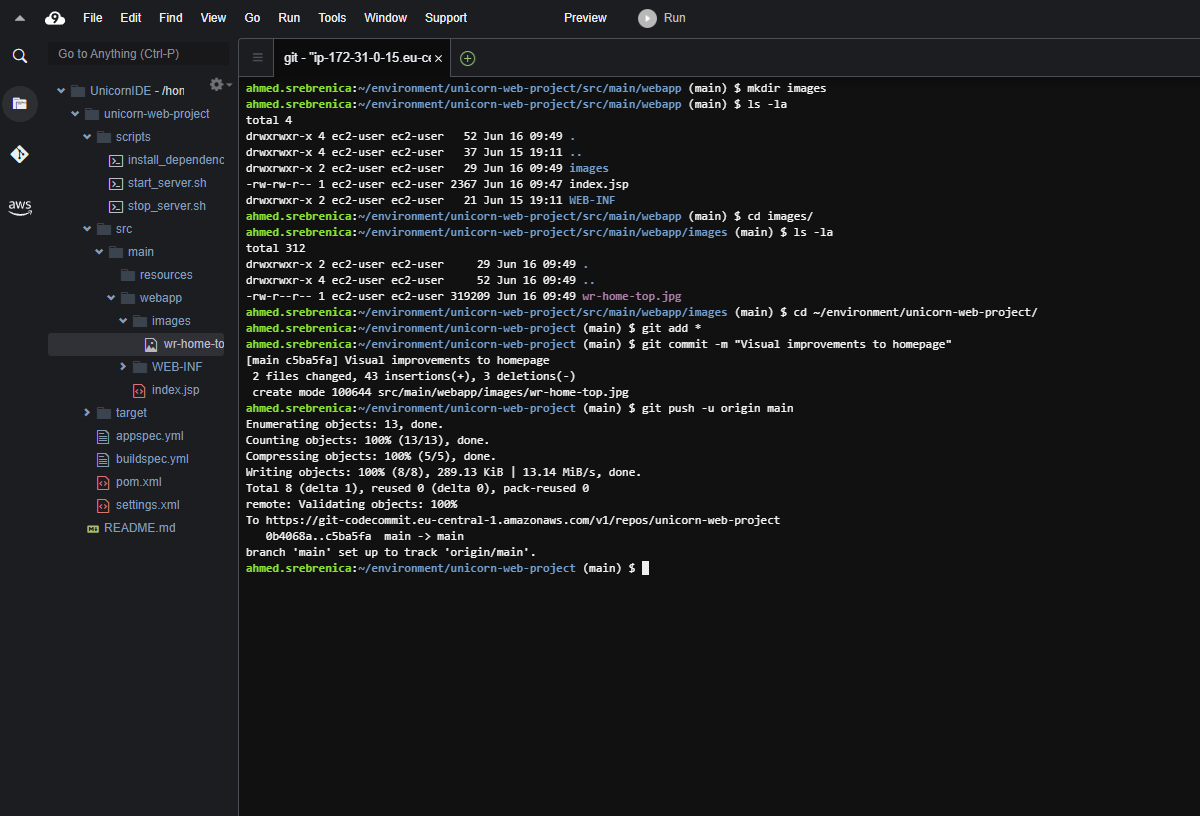 9 File Edit Find View Go Run Tools Window Support Preview Run
Go to Anything (Ctrl-P)
git - "ip-172-31-0-15.eu-ce ×
UnicornIDE - /hom
unicorn-web-project
scripts
install_dependenc
start_server.sh
stop_server.sh
src
main
resources
webapp
images
wr-home-to
WEB-INF
index.jsp
target
appspec.yml
buildspec.yml
pom.xml
settings.xml
README.md
aws
ahmed.srebrenica:~/environment/unicorn-web-project/src/main/webapp (main) $ mkdir images
ahmed.srebrenica:~/environment/unicorn-web-project/src/main/webapp (main) $ ls -la
total 4
drwxrwxr-x 4 ec2-user ec2-user   52 Jun 16 09:49 .
drwxrwxr-x 4 ec2-user ec2-user   37 Jun 15 19:11 ..
drwxrwxr-x 2 ec2-user ec2-user   29 Jun 16 09:49 images
-rw-rw-r-- 1 ec2-user ec2-user 2367 Jun 16 09:47 index.jsp
drwxrwxr-x 2 ec2-user ec2-user   21 Jun 15 19:11 WEB-INF
ahmed.srebrenica:~/environment/unicorn-web-project/src/main/webapp (main) $ cd images/
ahmed.srebrenica:~/environment/unicorn-web-project/src/main/webapp/images (main) $ ls -la
total 312
drwxrwxr-x 2 ec2-user ec2-user     29 Jun 16 09:49 .
drwxrwxr-x 4 ec2-user ec2-user     52 Jun 16 09:49 ..
-rw-r--r-- 1 ec2-user ec2-user 319209 Jun 16 09:49 wr-home-top.jpg
ahmed.srebrenica:~/environment/unicorn-web-project/src/main/webapp/images (main) $ cd ~/environment/unicorn-web-project/
ahmed.srebrenica:~/environment/unicorn-web-project (main) $ git add *
ahmed.srebrenica:~/environment/unicorn-web-project (main) $ git commit -m "Visual improvements to homepage"
[main c5ba5fa] Visual improvements to homepage
 2 files changed, 43 insertions(+), 3 deletions(-)
 create mode 100644 src/main/webapp/images/wr-home-top.jpg
ahmed.srebrenica:~/environment/unicorn-web-project (main) $ git push -u origin main
Enumerating objects: 13, done.
Counting objects: 100% (13/13), done.
Compressing objects: 100% (5/5), done.
Writing objects: 100% (8/8), 289.13 KiB | 13.14 MiB/s, done.
Total 8 (delta 1), reused 0 (delta 0), pack-reused 0
remote: Validating objects: 100%
To https://git-codecommit.eu-central-1.amazonaws.com/v1/repos/unicorn-web-project
   0b4068a..c5ba5fa  main -> main
branch 'main' set up to track 'origin/main'.
ahmed.srebrenica:~/environment/unicorn-web-project (main) $